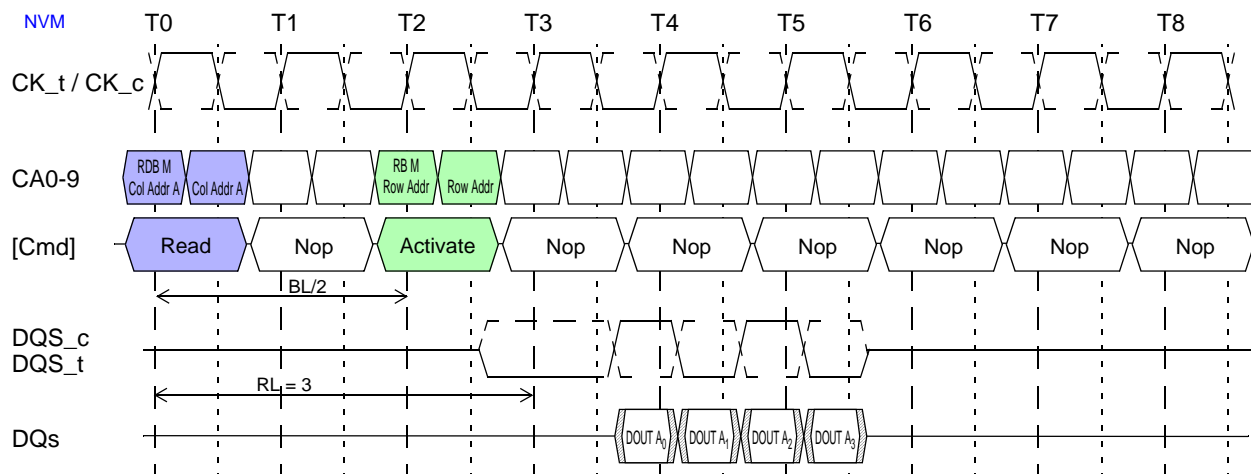 NVM T0 T1 T2 T3 T4 T5 T6 T7 T8
CK_t / CK_c
CA0-9 RDB M Col Addr A Col Addr A RB M Row Addr Row Addr
[Cmd] Read Nop Activate Nop Nop Nop Nop Nop Nop
BL/2
DQS_c
DQS_t
RL = 3
DQs DOUT A0 DOUT A1 DOUT A2 DOUT A3